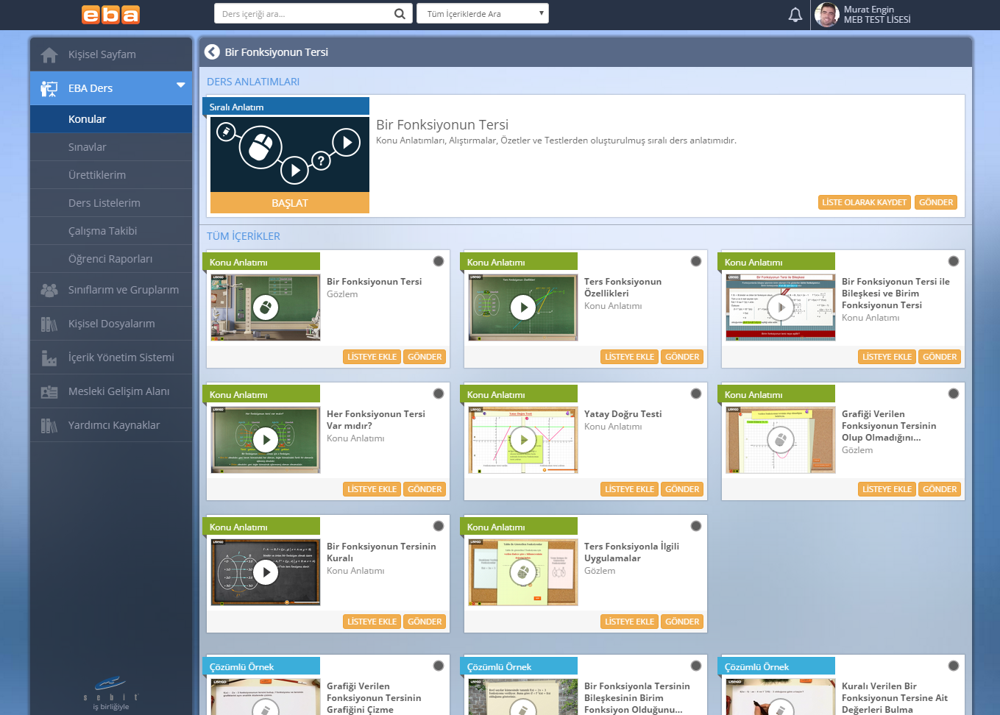 eba
Ders içeriği ara...
Tüm İçeriklerde Ara
Murat Engin
MEB TEST LİSESİ
Kişisel Sayfam
EBA Ders
Konular
Sınavlar
Ürettiklerim
Ders Listelerim
Çalışma Takibi
Öğrenci Raporları
Sınıflarım ve Gruplarım
Kişisel Dosyalarım
İçerik Yönetim Sistemi
Mesleki Gelişim Alanı
Yardımcı Kaynaklar
sebit
iş birliğiyle
Bir Fonksiyonun Tersi
DERS ANLATIMLARI
Sıralı Anlatım
BAŞLAT
Bir Fonksiyonun Tersi
Konu Anlatımları, Alıştırmalar, Özetler ve Testlerden oluşturulmuş sıralı ders anlatımıdır.
LİSTE OLARAK KAYDET GÖNDER
TÜM İÇERİKLER
Konu Anlatımı
Bir Fonksiyonun Tersi
Gözlem
LİSTEYE EKLE GÖNDER
Konu Anlatımı
Ters Fonksiyonun
Özellikleri
Konu Anlatımı
LİSTEYE EKLE GÖNDER
Konu Anlatımı
Bir Fonksiyonun Tersi ile
Bileşkesi ve Birim
Fonksiyonun Tersi
Konu Anlatımı
LİSTEYE EKLE GÖNDER
Konu Anlatımı
Her Fonksiyonun Tersi
Var mıdır?
Konu Anlatımı
LİSTEYE EKLE GÖNDER
Konu Anlatımı
Yatay Doğru Testi
Konu Anlatımı
LİSTEYE EKLE GÖNDER
Konu Anlatımı
Grafiği Verilen
Fonksiyonun Tersinin
Olup Olmadığını...
Gözlem
LİSTEYE EKLE GÖNDER
Konu Anlatımı
Bir Fonksiyonun Tersinin
Kuralı
Konu Anlatımı
LİSTEYE EKLE GÖNDER
Konu Anlatımı
Ters Fonksiyonla İlgili
Uygulamalar
Gözlem
LİSTEYE EKLE GÖNDER
Çözümlü Örnek
Grafiği Verilen
Fonksiyonun Tersinin
Grafiğini Çizme
Çözümlü Örnek
Bir Fonksiyonla Tersinin
Bileşkesinin Birim
Fonksiyon Olduğunu...
Çözümlü Örnek
Kuralı Verilen Bir
Fonksiyonun Tersine Ait
Değerleri Bulma